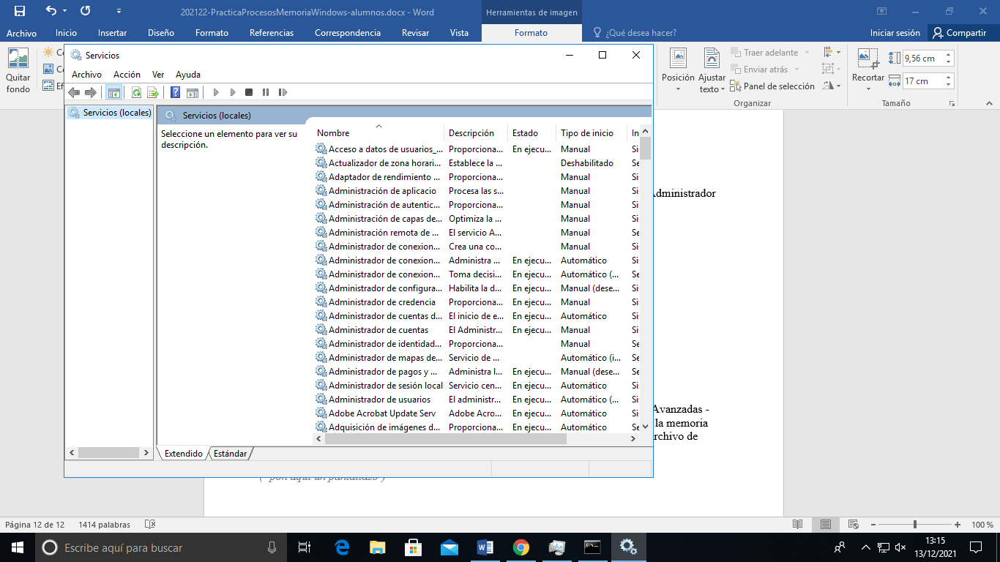 202122-PracticaProcesosMemoriaWindows-alumnos.docx - Word
Herramientas de imagen
Archivo Inicio Insertar Diseño Formato Referencias Correspondencia Revisar Vista Formato ¿Qué desea hacer? Iniciar sesión Compartir
Quitar fondo
Posición
Ajustar texto
Traer adelante
Enviar atrás
Panel de selección
Organizar
Recortar
9,56 cm
17 cm
Tamaño
Servicios
Archivo Acción Ver Ayuda
Servicios (locales)
Servicios (locales)
Seleccione un elemento para ver su
descripción.
Nombre Descripción Estado Tipo de inicio In
Acceso a datos de usuarios_... Proporciona... En ejecu... Manual Si
Actualizador de zona horari... Establece la ... Deshabilitado Se
Adaptador de rendimiento ... Proporciona... Manual Si
Administración de aplicacio Procesa las s... Manual Si
Administración de autentic... Proporciona... Manual Si
Administración de capas de... Optimiza la ... Manual Si
Administración remota de ... El servicio A... Manual Se
Administrador de conexion... Crea una co... Manual Si
Administrador de conexion... Administra ... En ejecu... Automático Si
Administrador de conexion... Toma decisi... En ejecu... Automático (... Si
Administrador de configura... Habilita la d... En ejecu... Manual (dese... Si
Administrador de credencia Proporciona... En ejecu... Manual Si
Administrador de cuentas d... El inicio de e... En ejecu... Automático Si
Administrador de cuentas El Administr... En ejecu... Manual Si
Administrador de identidad... Proporciona... Manual Se
Administrador de mapas de... Servicio de ... Automático (i... Se
Administrador de pagos y ... Administra l... En ejecu... Manual (dese... Se
Administrador de sesión local Servicio cen... En ejecu... Automático Si
Administrador de usuarios El administr... En ejecu... Automático (... Si
Adobe Acrobat Update Serv Adobe Acro... En ejecu... Automático Si
Adquisición de imágenes d... Proporciona... En ejecu... Automático Se
Extendido Estándar
Administrador
Avanzadas -
la memoria
rchivo de
Página 12 de 12 1414 palabras 100 %
Escribe aquí para buscar
13:15
13/12/2021